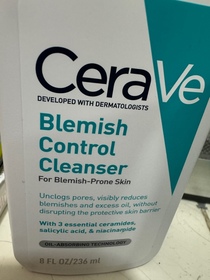 CeraVe
DEVELOPED WITH DERMATOLOGISTS
Blemish
Control
Cleanser
For Blemish-Prone Skin
Unclogs pores, visibly reduces
blemishes and excess oil, without
disrupting the protective skin barrier
With 3 essential ceramides,
salicylic acid, & niacinamide
OIL-ABSORBING TECHNOLOGY
8 FL OZ/236 ml